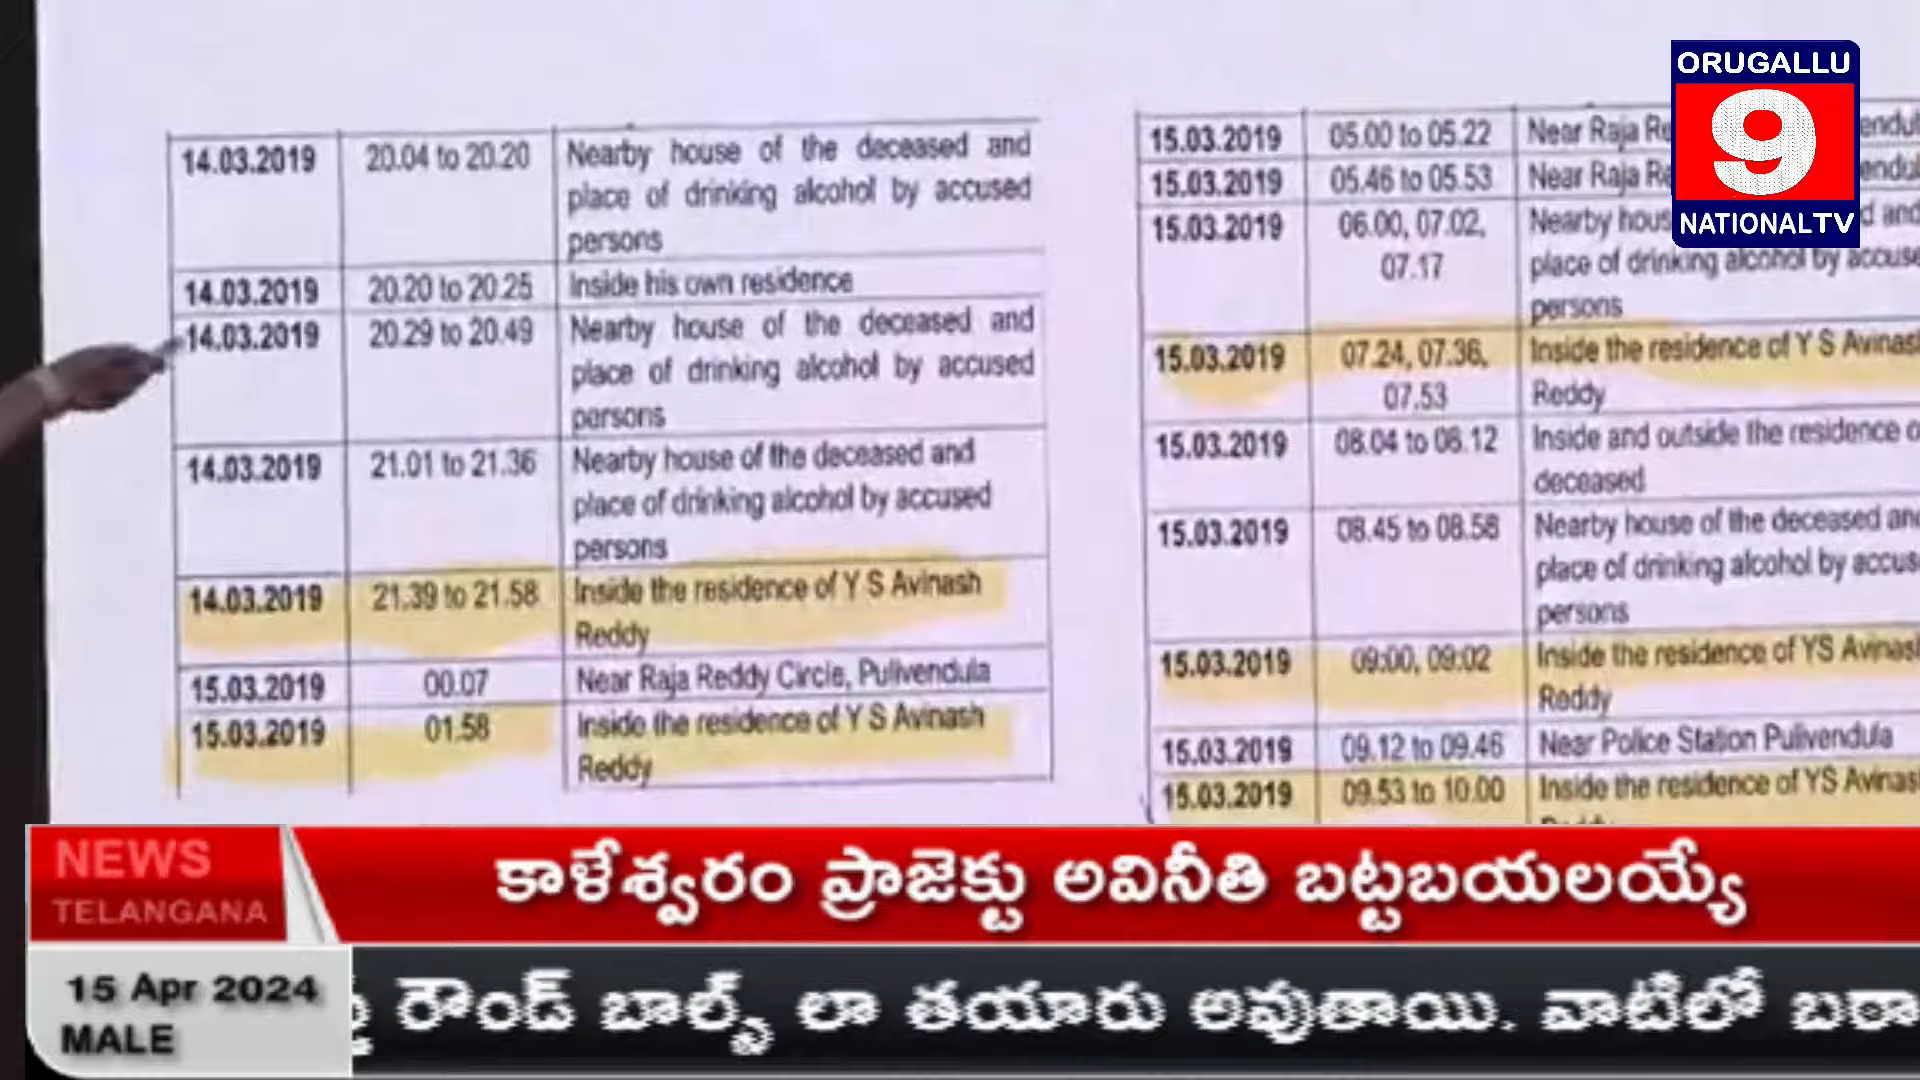 ORUGALLU
9
NATIONALTV
14.03.2019 20.04 to 20.20 Nearby house of the deceased and
place of drinking alcohol by accused
persons
14.03.2019 20.20 to 20.25 Inside his own residence
14.03.2019 20.29 to 20.49 Nearby house of the deceased and
place of drinking alcohol by accused
persons
14.03.2019 21.01 to 21.36 Nearby house of the deceased and
place of drinking alcohol by accused
persons
14.03.2019 21.39 to 21.58 Inside the residence of Y S Avinash
Reddy
15.03.2019 00.07 Near Raja Reddy Circle, Pulivendula
15.03.2019 01.58 Inside the residence of Y S Avinash
Reddy
15.03.2019 05.00 to 05.22 Near Raja
15.03.2019 05.46 to 05.53 Near Raja
15.03.2019 06.00, 07.02, Nearby
07.17 place of drinking alcohol by
persons
15.03.2019 07.24, 07.36, Inside the residence of Y S
07.53 Reddy
15.03.2019 08.04 to 08.12 Inside and outside the residence
deceased
15.03.2019 08.45 to 08.58 Nearby house of the deceased
place of drinking alcohol by
persons
15.03.2019 09:00, 09:02 Inside the residence of YS
Reddy
15.03.2019 09.12 to 09.46 Near Police Station Pulivendula
15.03.2019 09.53 to 10.00 Inside the residence of YS
NEWS
TELANGANA
కాళేశ్వరం ప్రాజెక్టు అవినీతి బట్టబయలయ్యే
15 Apr 2024
MALE
రౌండ్ బాల్స్ లా తయారు అవుతాయి. వాటిలో